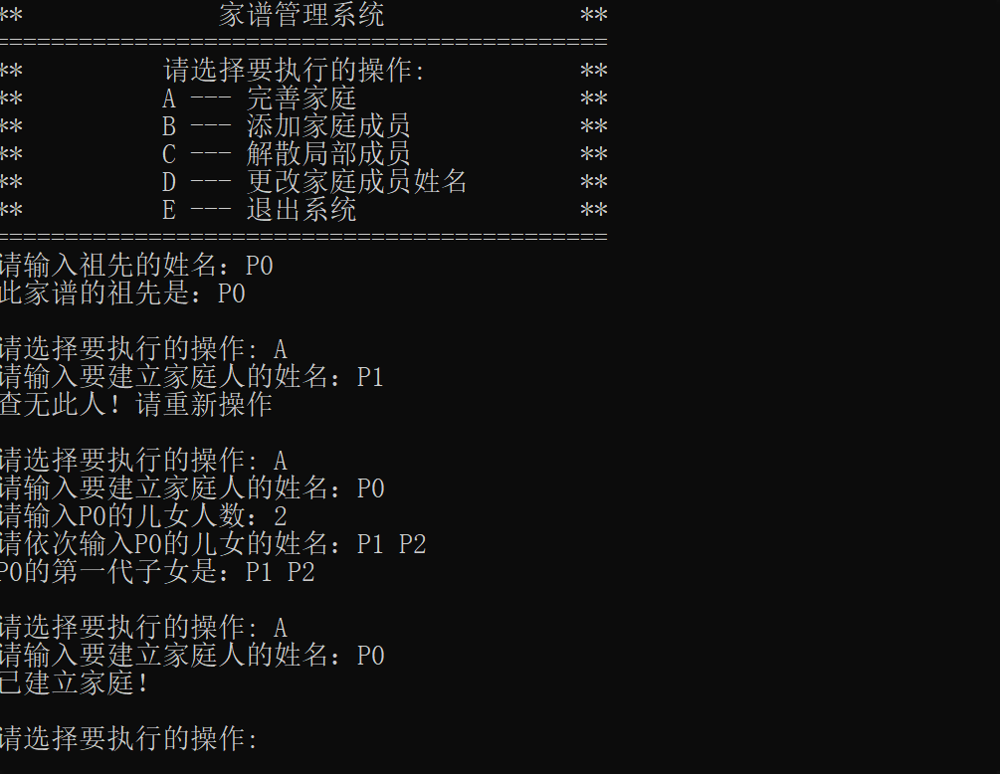 ** 家谱管理系统 **
============================================
** 请选择要执行的操作: **
** A --- 完善家庭 **
** B --- 添加家庭成员 **
** C --- 解散局部成员 **
** D --- 更改家庭成员姓名 **
** E --- 退出系统 **
============================================
请输入祖先的姓名：P0
此家谱的祖先是：P0
请选择要执行的操作: A
请输入要建立家庭人的姓名：P1
查无此人！请重新操作
请选择要执行的操作: A
请输入要建立家庭人的姓名：P0
请输入P0的儿女人数：2
请依次输入P0的儿女的姓名：P1 P2
P0的第一代子女是：P1 P2
请选择要执行的操作: A
请输入要建立家庭人的姓名：P0
已建立家庭！
请选择要执行的操作: